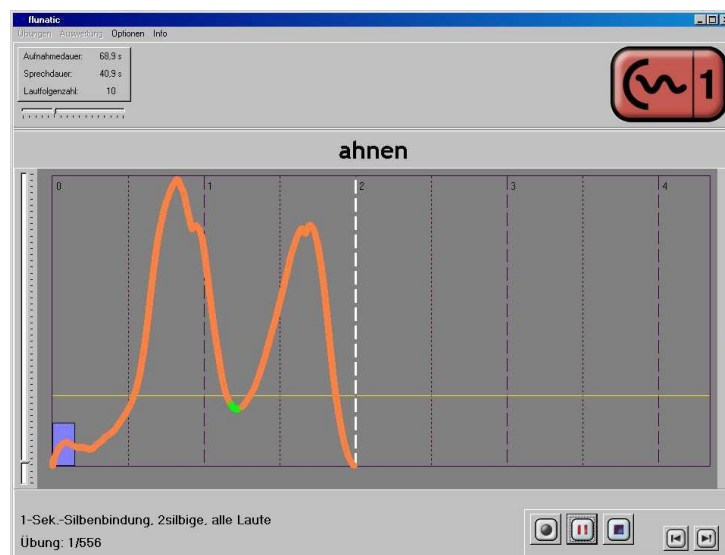 flunatic
Übungen Auswertung Optionen Info
Aufnahmedauer: 68,9 s
Sprechdauer: 40,9 s
Lautfolgenzahl: 10
1
ahnen
0 1 2 3 4
1-Sek.-Silbenbindung, 2silbige, alle Laute
Übung: 1/556